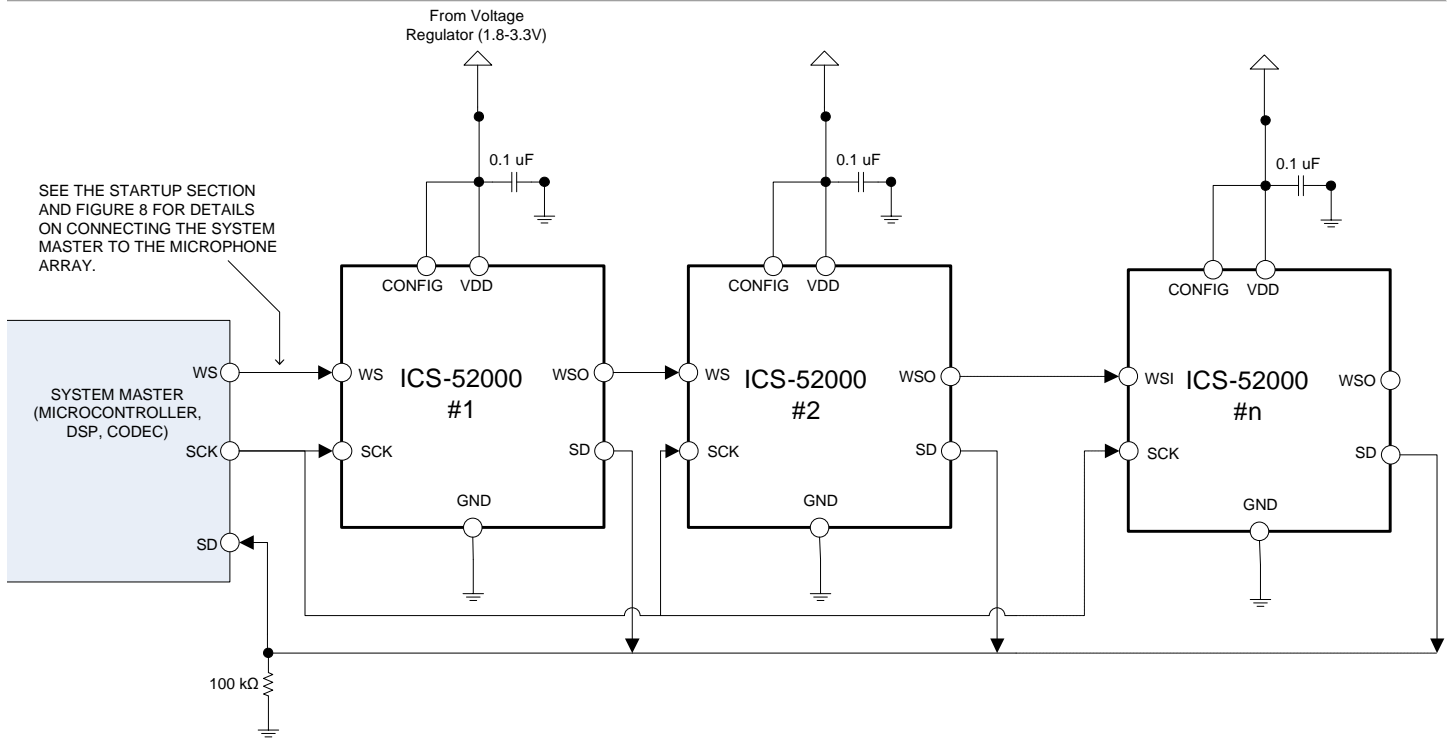 From Voltage
Regulator (1.8-3.3V)
0.1 uF
0.1 uF
0.1 uF
SEE THE STARTUP SECTION
AND FIGURE 8 FOR DETAILS
ON CONNECTING THE SYSTEM
MASTER TO THE MICROPHONE
ARRAY.
CONFIG VDD
CONFIG VDD
CONFIG VDD
SYSTEM MASTER
(MICROCONTROLLER,
DSP, CODEC)
WS
SCK
SD
WS
ICS-52000
#1
WSO
SCK
SD
GND
WS
ICS-52000
#2
WSO
SCK
SD
GND
WSI
ICS-52000
#n
WSO
SCK
SD
GND
100 kΩ